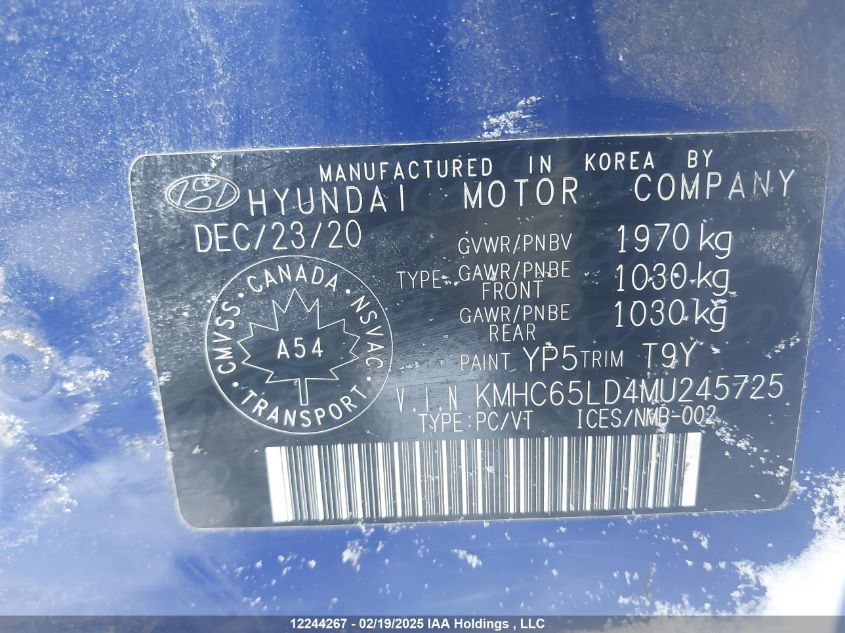 MANUFACTURED IN KOREA BY
HYUNDAI MOTOR COMPANY
DEC/23/20
GVWR/PNBV 1970 kg
TYPE- GAWR/PNBE FRONT 1030 kg
GAWR/PNBE REAR 1030 kg
PAINT YP5 TRIM T9Y
V.I.N KMHC65LD4MU245725
TYPE:PC/VT ICES/NMB-002
CMVSS · CANADA · NSVAC · TRANSPORT ·
A54
12244267 - 02/19/2025 IAA Holdings , LLC